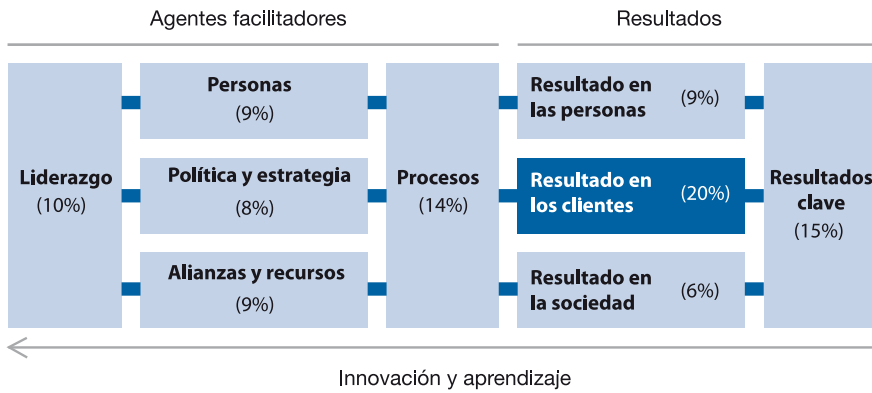 Agentes facilitadores
Resultados
Liderazgo
(10%)
Personas
(9%)
Política y estrategia
(8%)
Alianzas y recursos
(9%)
Procesos
(14%)
Resultado en
las personas
(9%)
Resultado en
los clientes
(20%)
Resultado en
la sociedad
(6%)
Resultados
clave
(15%)
Innovación y aprendizaje